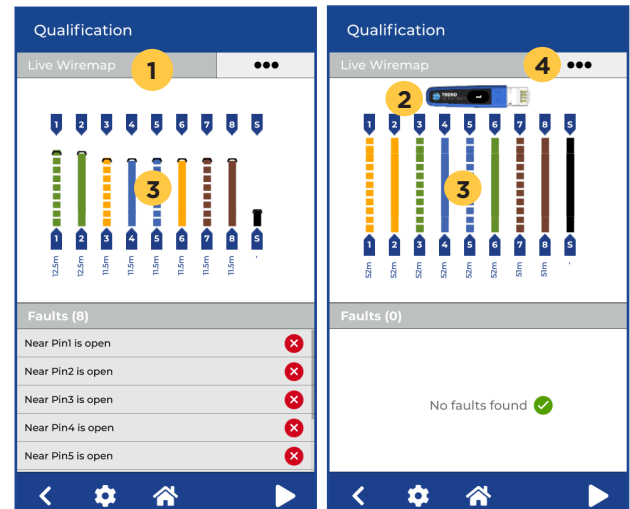 Qualification
Live Wiremap
1
1 2 3 4 5 6 7 8 S
3
1 2 3 4 5 6 7 8 S
12.5m 12.5m 11.5m 11.5m 11.5m 11.5m 11.5m 11.5m -
Faults (8)
Near Pin1 is open
Near Pin2 is open
Near Pin3 is open
Near Pin4 is open
Near Pin5 is open
Qualification
Live Wiremap
4
2
TREND
1 2 3 4 5 6 7 8 S
3
1 2 3 4 5 6 7 8 S
52m 52m 52m 52m 52m 52m 51m 51m -
Faults (0)
No faults found